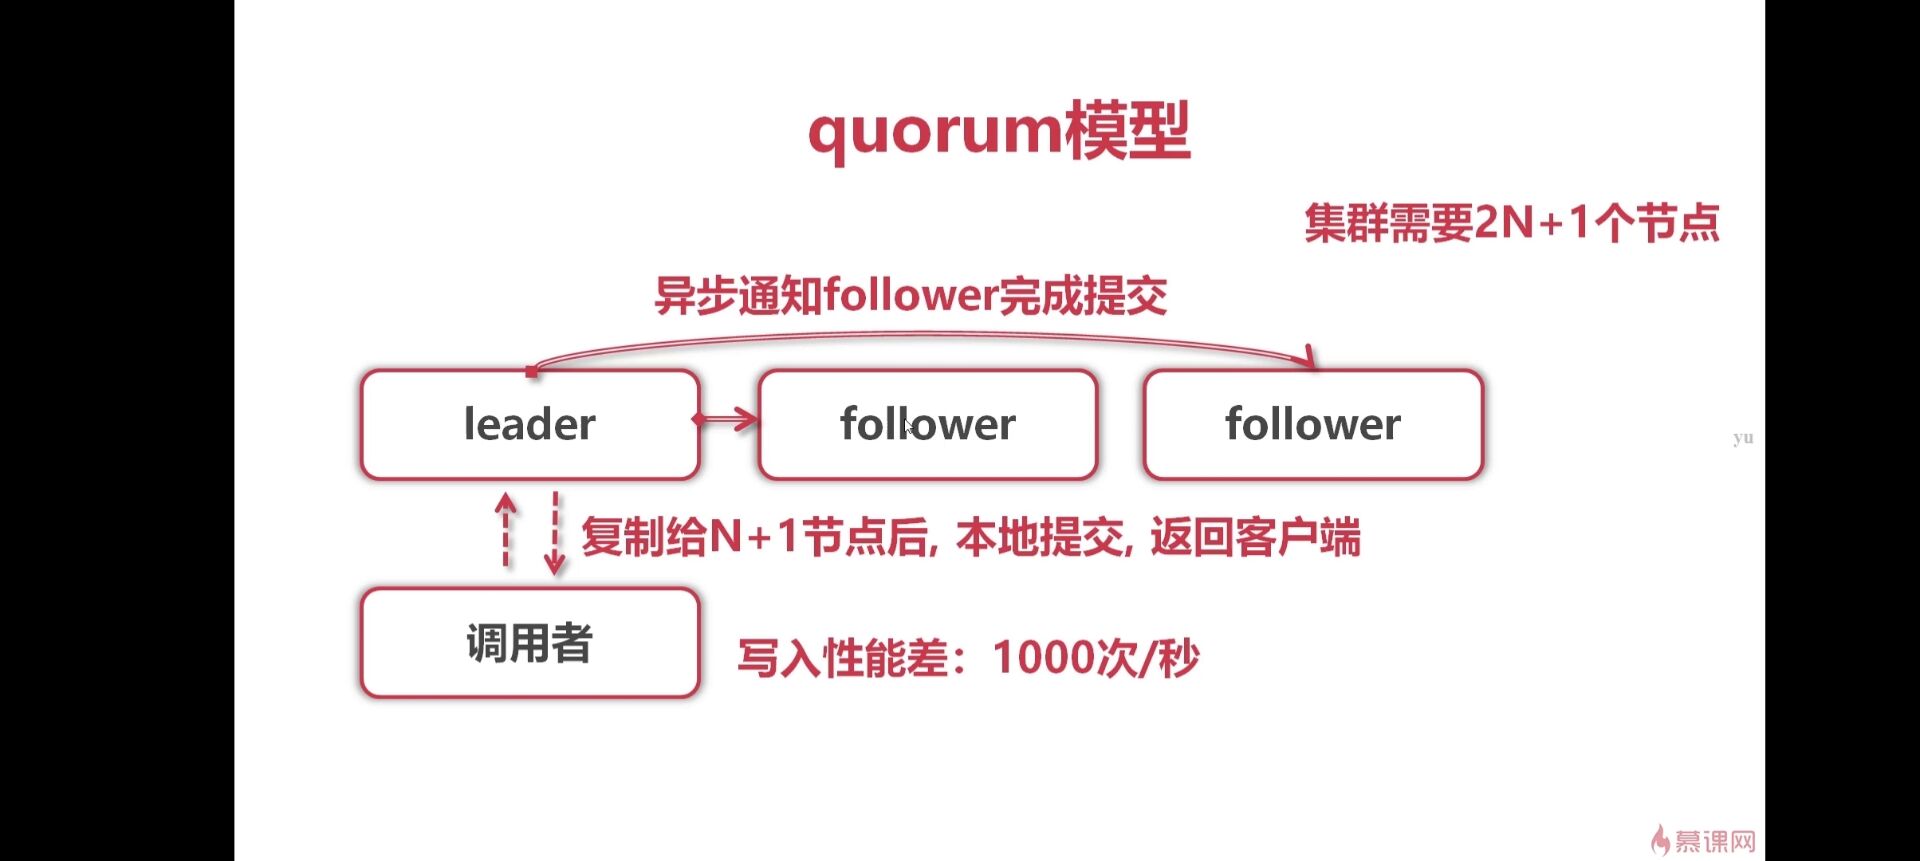 quorum模型
集群需要2N+1个节点
异步通知follower完成提交
leader
follower
follower
yu
复制给N+1节点后, 本地提交, 返回客户端
调用者
写入性能差：1000次/秒
慕课网